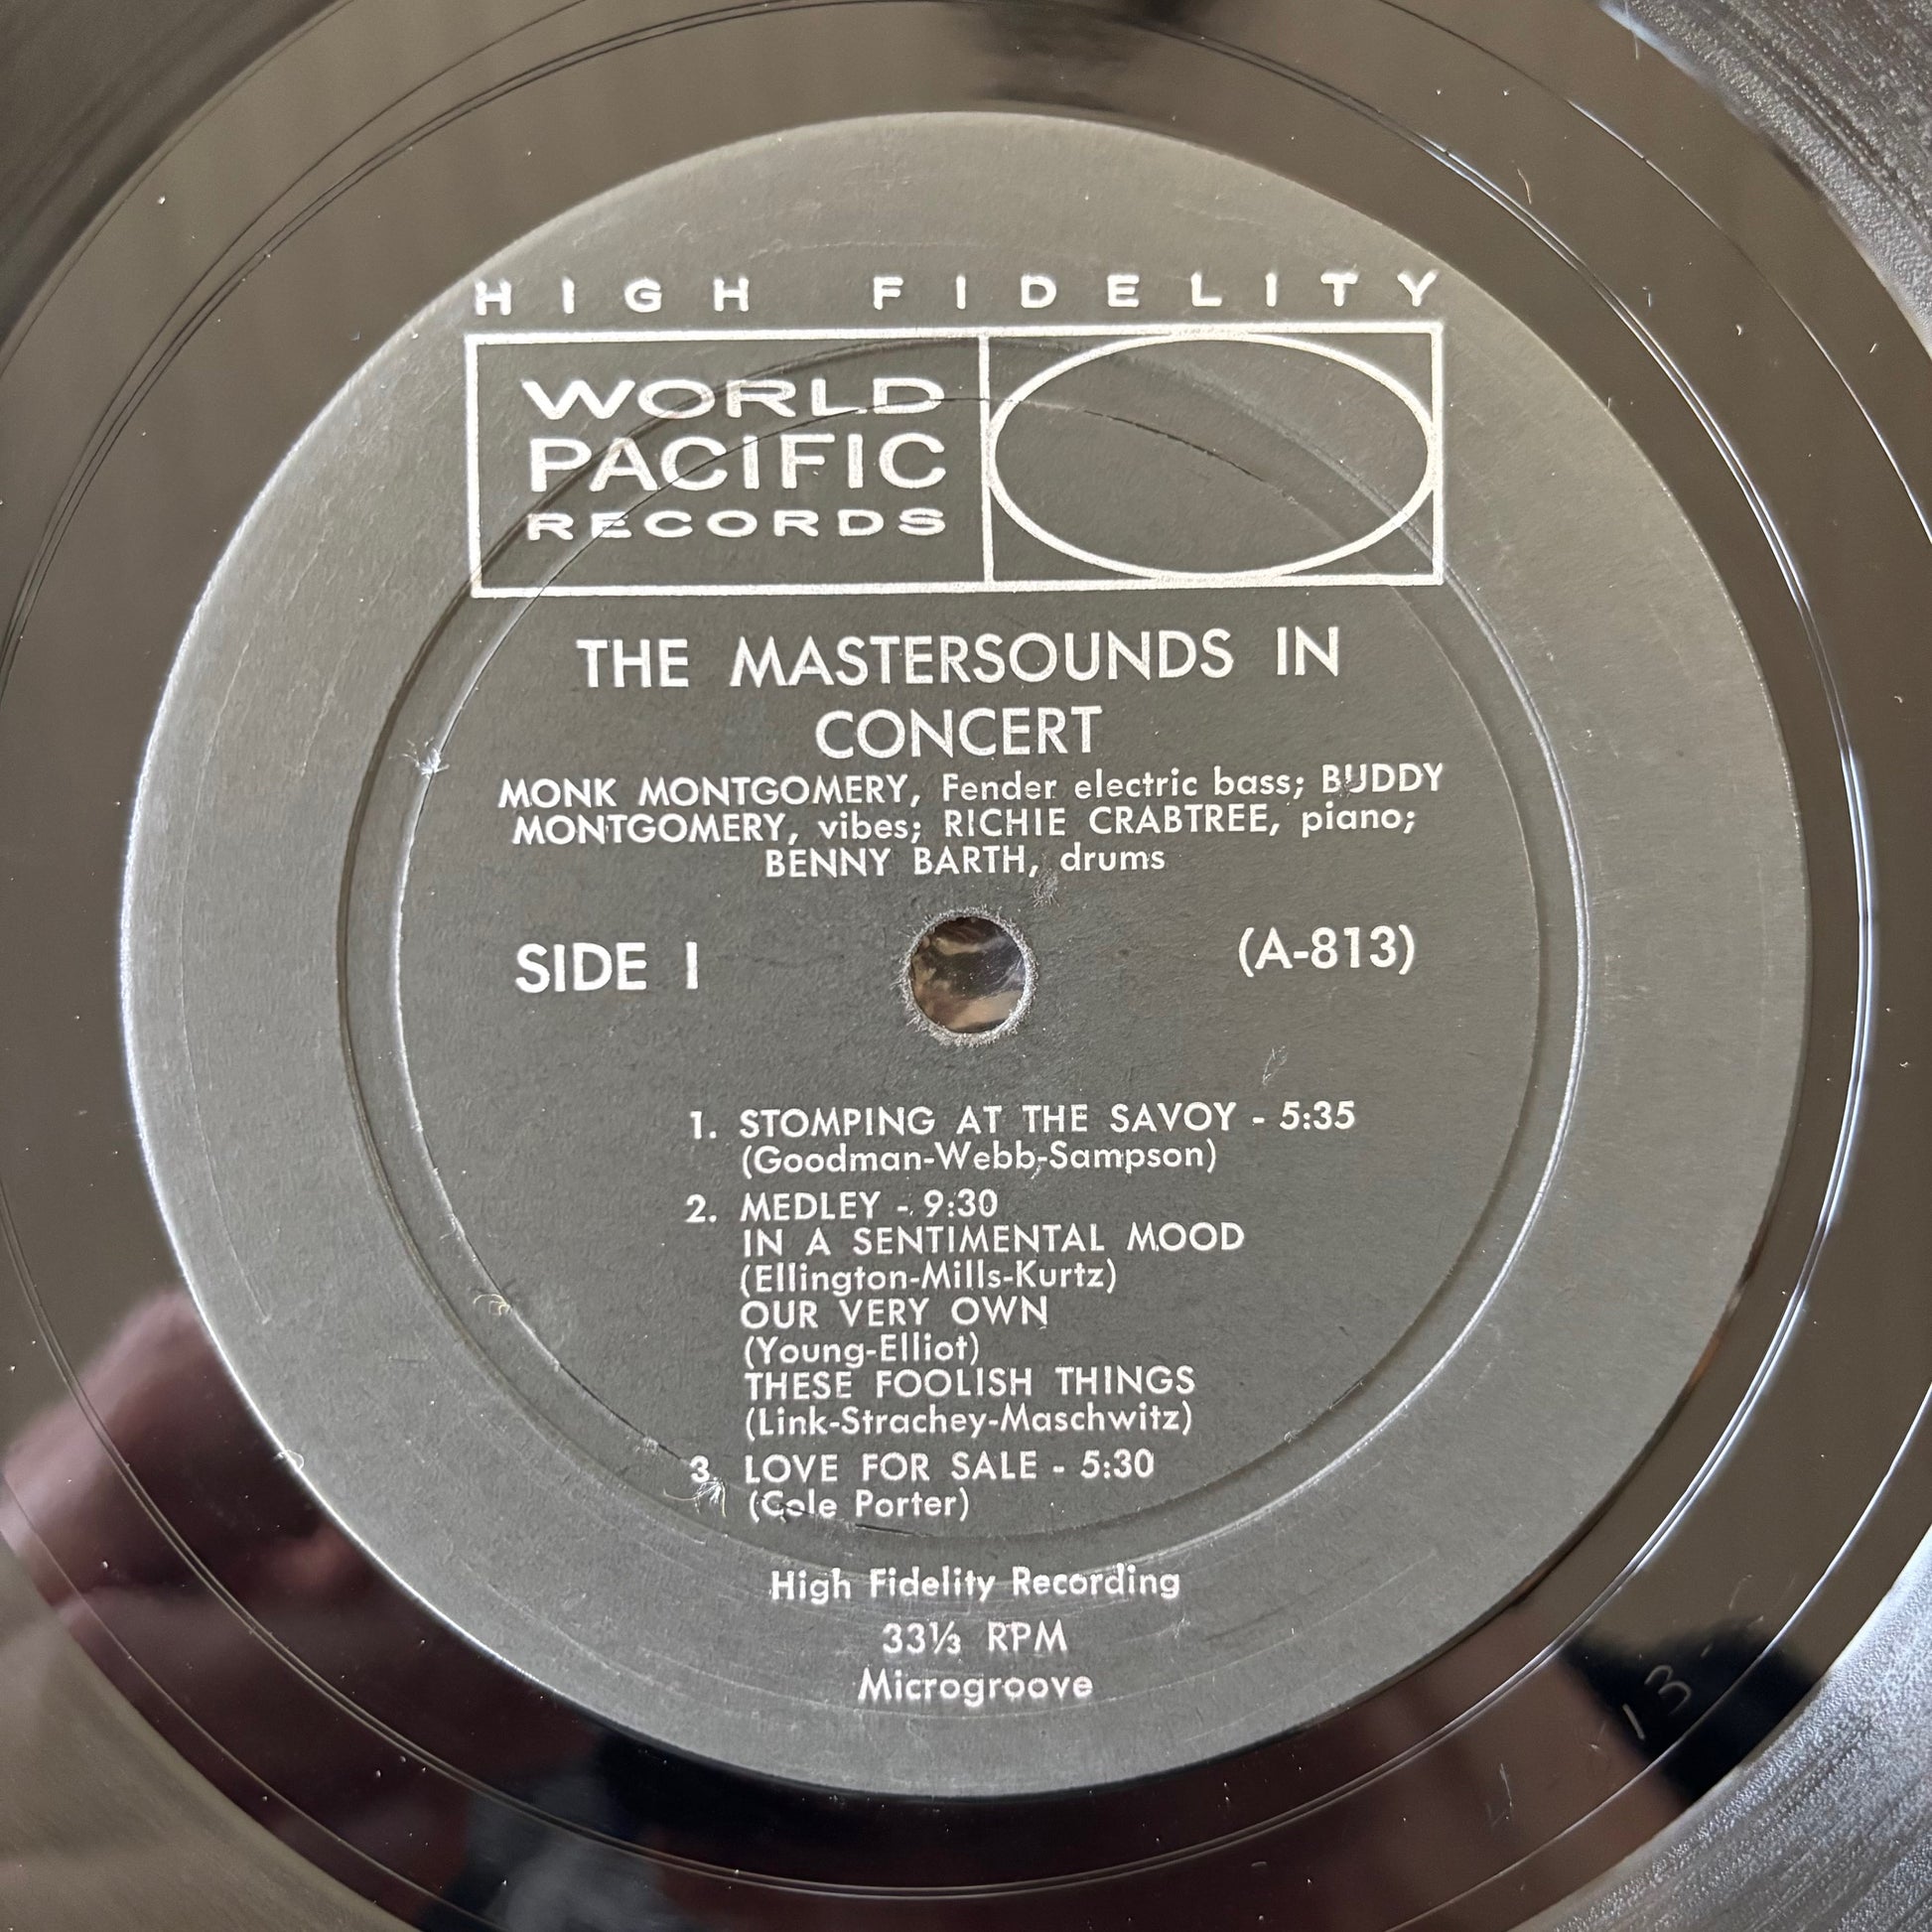 HIGH FIDELITY
WORLD
PACIFIC
RECORDS
THE MASTERSOUNDS IN
CONCERT
MONK MONTGOMERY, Fender electric bass; BUDDY
MONTGOMERY, vibes; RICHIE CRABTREE, piano;
BENNY BARTH, drums
SIDE 1 (A-813)
1. STOMPING AT THE SAVOY - 5:35
(Goodman-Webb-Sampson)
2. MEDLEY - 9:30
IN A SENTIMENTAL MOOD
(Ellington-Mills-Kurtz)
OUR VERY OWN
(Young-Elliot)
THESE FOOLISH THINGS
(Link-Strachey-Maschwitz)
3. LOVE FOR SALE - 5:30
(Cole Porter)
High Fidelity Recording
33⅓ RPM
Microgroove